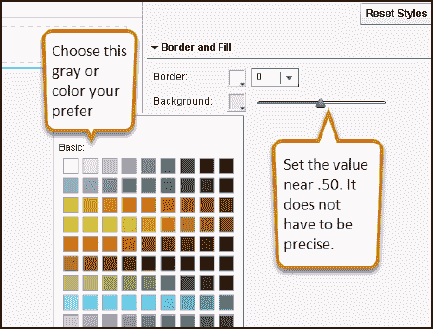 Reset Styles
Choose this
gray or
color your
prefer
Border and Fill
Border:
0
Background:
Basic:
Set the value
near .50. It
does not
have to be
precise.